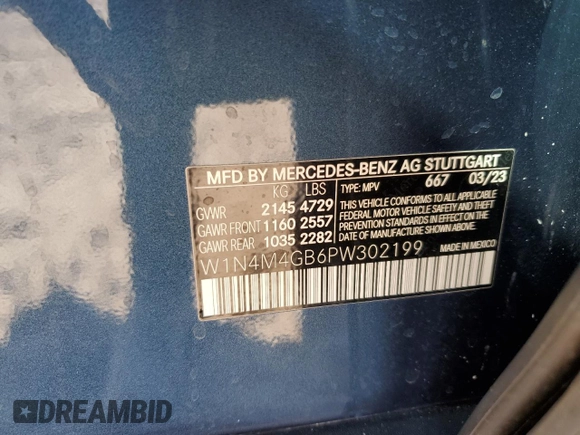 MFD BY MERCEDES-BENZ AG STUTTGART
KG LBS TYPE: MPV 667 03/23
GVWR 2145 4729
GAWR FRONT 1160 2557
GAWR REAR 1035 2282
THIS VEHICLE CONFORMS TO ALL APPLICABLE
FEDERAL MOTOR VEHICLE SAFETY AND THEFT
PREVENTION STANDARDS IN EFFECT ON THE DATE
OF MANUFACTURE SHOWN ABOVE.
MADE IN MEXICO
W1N4M4GB6PW302199
DREAMBID